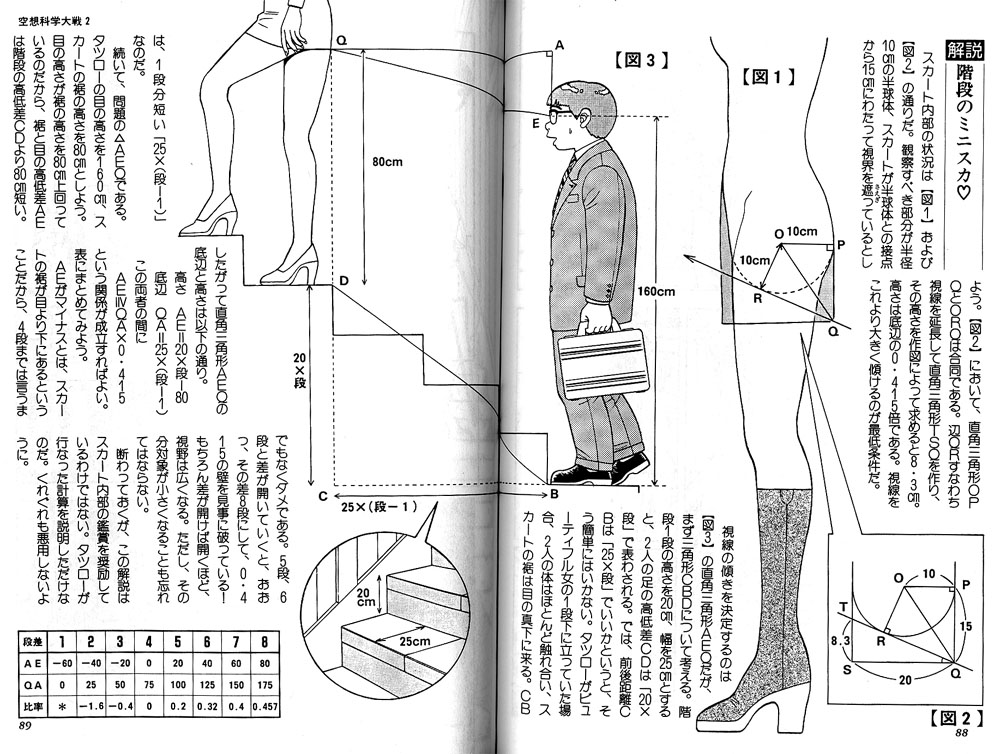 解説
階段のミニスカ♡
スカート内部の状況は【図1】および
【図2】の通りだ。観察すべき部分が半径
10cmの半球体、スカートが半球体との接点
から15cmにわたって視界を遮っているとし
さえぎ
よう。【図2】において、直角三角形OP
QとORQは合同である。辺QRすなわち
視線を延長して直角三角形TSQを作り、
その高さを作図によって求めると8・3cm。
高さは底辺の0・415倍である。視線を
これより大きく傾けるのが最低条件だ。
視線の傾きを決定するのは
【図3】の直角三角形AEQだが、
まず三角形CBDについて考える。階
段1段の高さを20cm、幅を25cmとする
と、2人の足の高低差CDは「20×
段」で表わされる。では、前後距離C
Bは「25×段」でいいかというと、そ
う簡単にはいかない。タツローがビュ
ーティフル女の1段下に立っていた場
合、2人の体はほとんど触れ合い、ス
カートの裾は目の真下に来る。CB
【図1】
O
10cm
P
10cm
R
Q
【図2】
O
10
P
T
R
15
8.3
S
20
Q
88
【図3】
A
E
160cm
B
空想科学大戦2
Q
80cm
D
20×段
C
25×(段−1)
20
cm
25cm
は、1段分短い「25×(段−1)」
なのだ。
続いて、問題の△AEQである。
タツローの目の高さを160cm、ス
カートの裾の高さを80cmとしよう。
目の高さが裾の高さを80cm上回って
いるのだから、裾と目の高低差AE
は階段の高低差CDより80cm短い。
したがって直角三角形AEQの
底辺と高さは以下の通り。
高さ AE=20×段−80
底辺 QA=25×(段−1)
この両者の間に
AE≧QA×0・415
という関係が成立すればよい。
表にまとめてみよう。
AEがマイナスとは、スカー
トの裾が目より下にあるという
ことだから、4段までは言うま
でもなくダメである。5段、6
段と差が開いていくと、おお
っ、その差8段にして、0・4
15の壁を見事に破っている!
もちろん差が開けば開くほど、
視野は広くなる。ただし、その
分対象が小さくなることも忘れ
てはならない。
断わっておくが、この解説は
スカート内部の鑑賞を奨励して
いるわけではない。タツローが
行なった計算を説明しただけな
のだ。くれぐれも悪用しないよ
うに。
段差 1 2 3 4 5 6 7 8
AE −60 −40 −20 0 20 40 60 80
QA 0 25 50 75 100 125 150 175
比率 * −1.6 −0.4 0 0.2 0.32 0.4 0.457
89